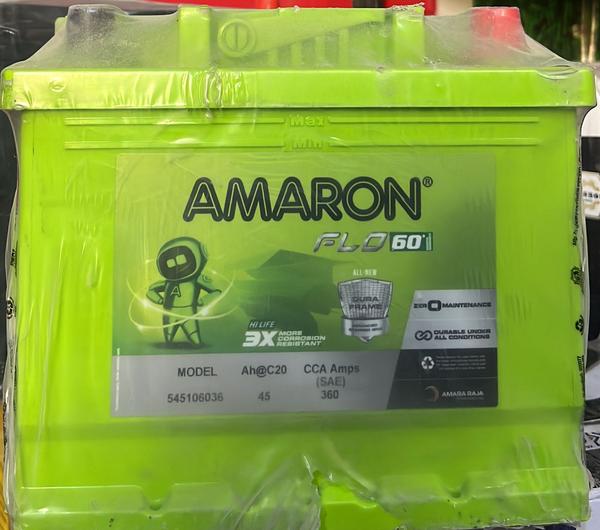 Max
Min
AMARON®
FLO 60
ALL-NEW
DURA
FRAME
HI LIFE
3X MORE
CORROSION
RESISTANT
A
ZERO MAINTENANCE
DURABLE UNDER
ALL CONDITIONS
MODEL Ah@C20 CCA Amps
(SAE)
545106036 45 360
AMARA RAJA